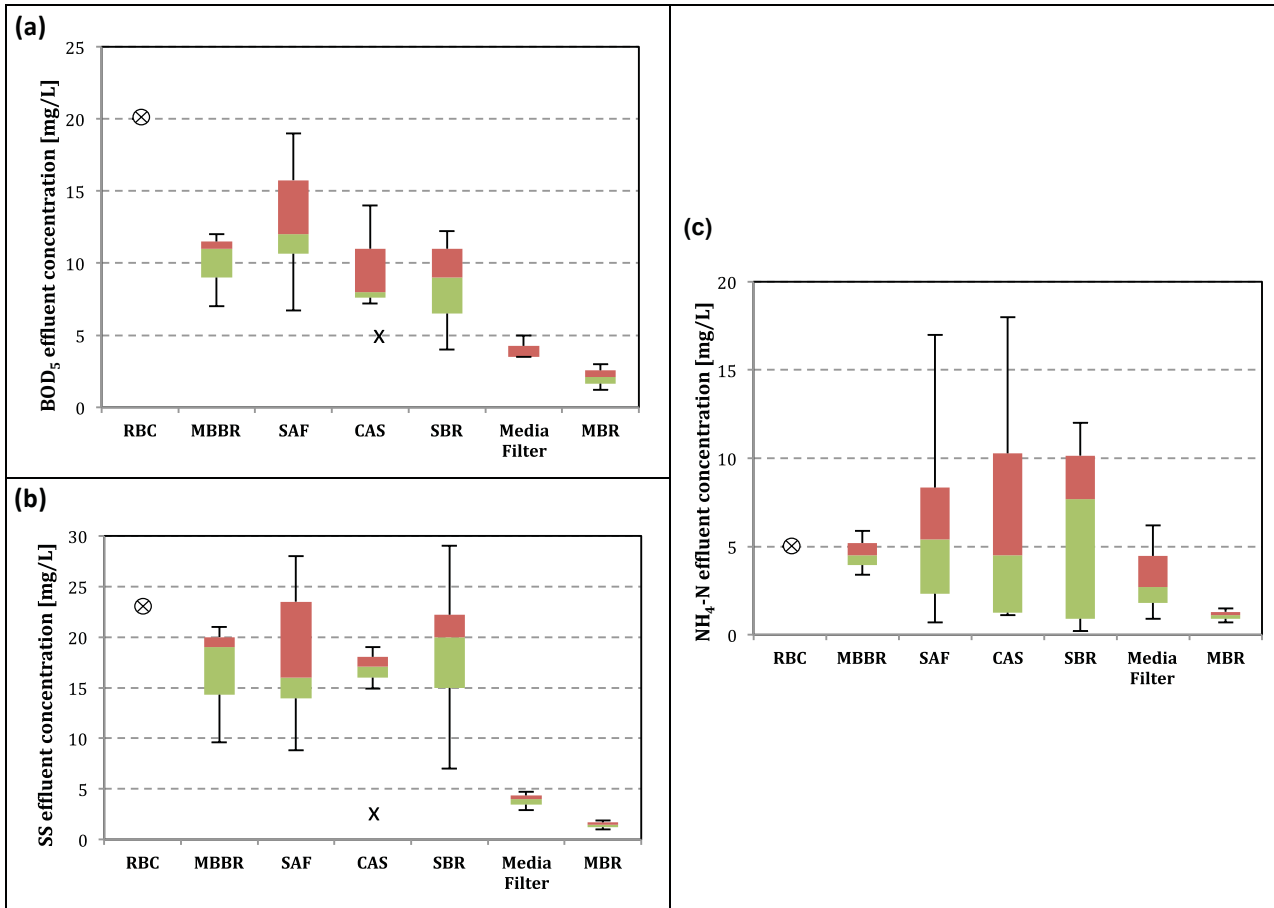 (a)
BOD5 effluent concentration [mg/L]
25
20
15
10
5
0
x
RBC MBBR SAF CAS SBR Media Filter MBR
(b)
SS effluent concentration [mg/L]
30
25
20
15
10
5
0
x
RBC MBBR SAF CAS SBR Media Filter MBR
(c)
NH4-N effluent concentration [mg/L]
20
15
10
5
0
RBC MBBR SAF CAS SBR Media Filter MBR